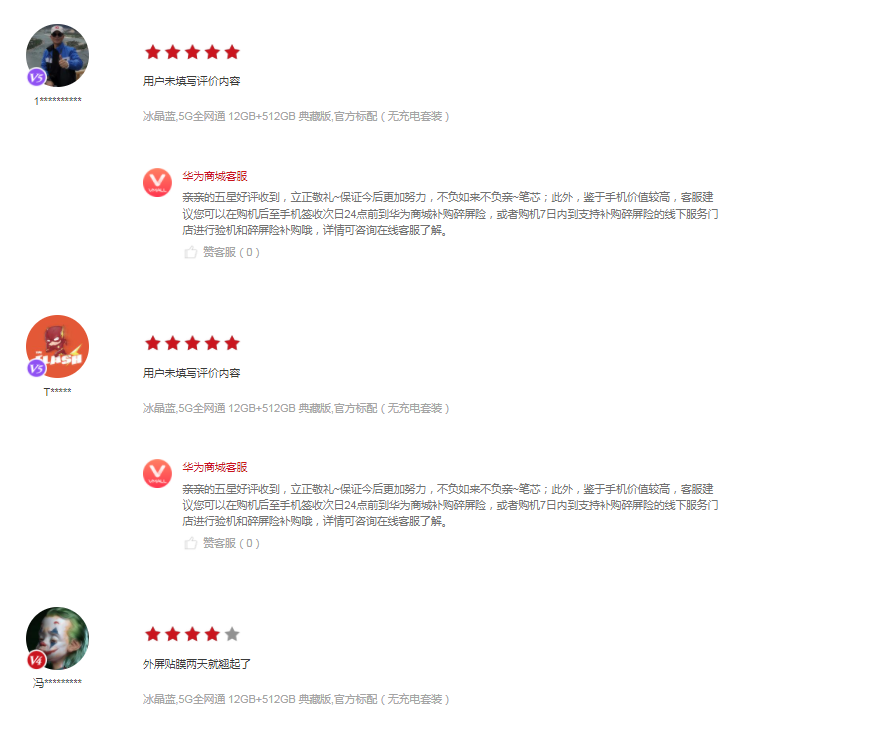 V5
1**********
用户未填写评价内容
冰晶蓝,5G全网通 12GB+512GB 典藏版,官方标配（无充电套装）
VMALL
华为商城客服
亲亲的五星好评收到，立正敬礼~保证今后更加努力，不负如来不负亲~笔芯；此外，鉴于手机价值较高，客服建
议您可以在购机后至手机签收次日24点前到华为商城补购碎屏险，或者购机7日内到支持补购碎屏险的线下服务门
店进行验机和碎屏险补购哦，详情可咨询在线客服了解。
赞客服（0）
FLASH
V5
T*****
用户未填写评价内容
冰晶蓝,5G全网通 12GB+512GB 典藏版,官方标配（无充电套装）
VMALL
华为商城客服
亲亲的五星好评收到，立正敬礼~保证今后更加努力，不负如来不负亲~笔芯；此外，鉴于手机价值较高，客服建
议您可以在购机后至手机签收次日24点前到华为商城补购碎屏险，或者购机7日内到支持补购碎屏险的线下服务门
店进行验机和碎屏险补购哦，详情可咨询在线客服了解。
赞客服（0）
V4
冯*********
外屏贴膜两天就翘起了
冰晶蓝,5G全网通 12GB+512GB 典藏版,官方标配（无充电套装）